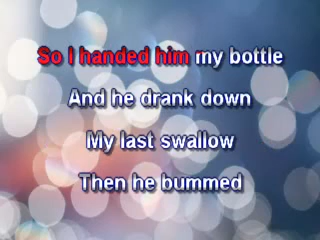 So I handed him my bottle
And he drank down
My last swallow
Then he bummed